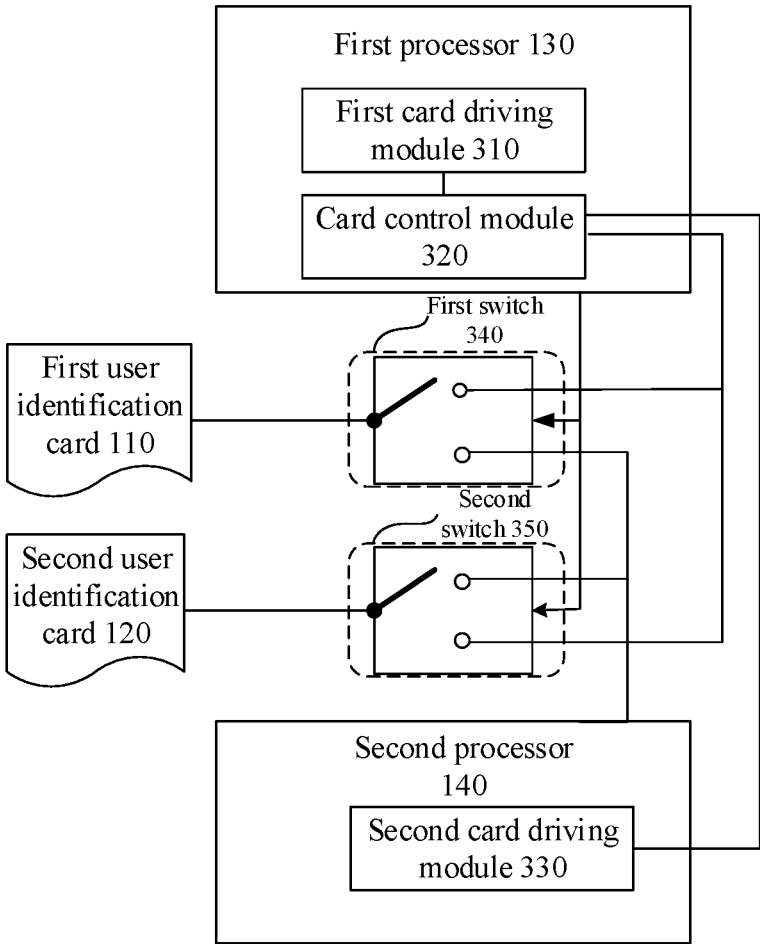 First processor 130
First card driving
module 310
Card control module
320
First switch
340
First user
identification
card 110
Second
switch 350
Second user
identification
card 120
Second processor
140
Second card driving
module 330